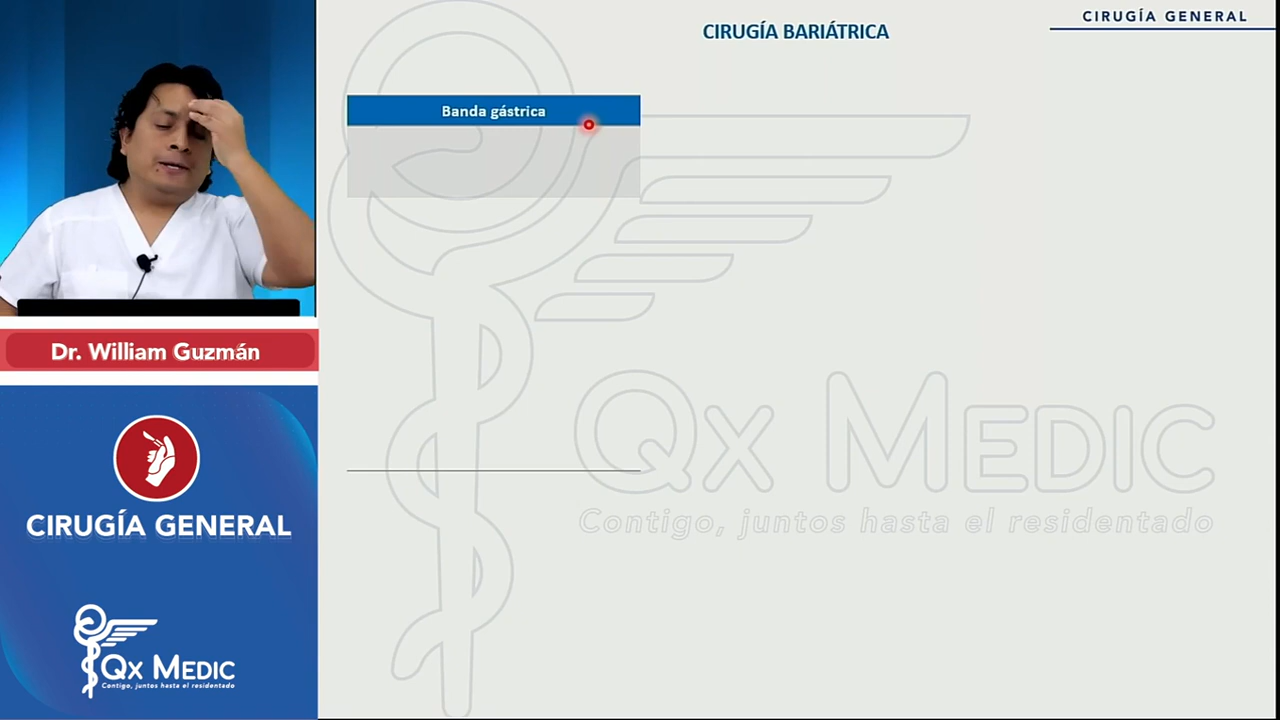 CIRUGÍA GENERAL
CIRUGÍA BARIÁTRICA
Banda gástrica
Dr. William Guzmán
CIRUGÍA GENERAL
QX MEDIC
Contigo, juntos hasta el residentado
QX MEDIC
Contigo, juntos hasta el residentado